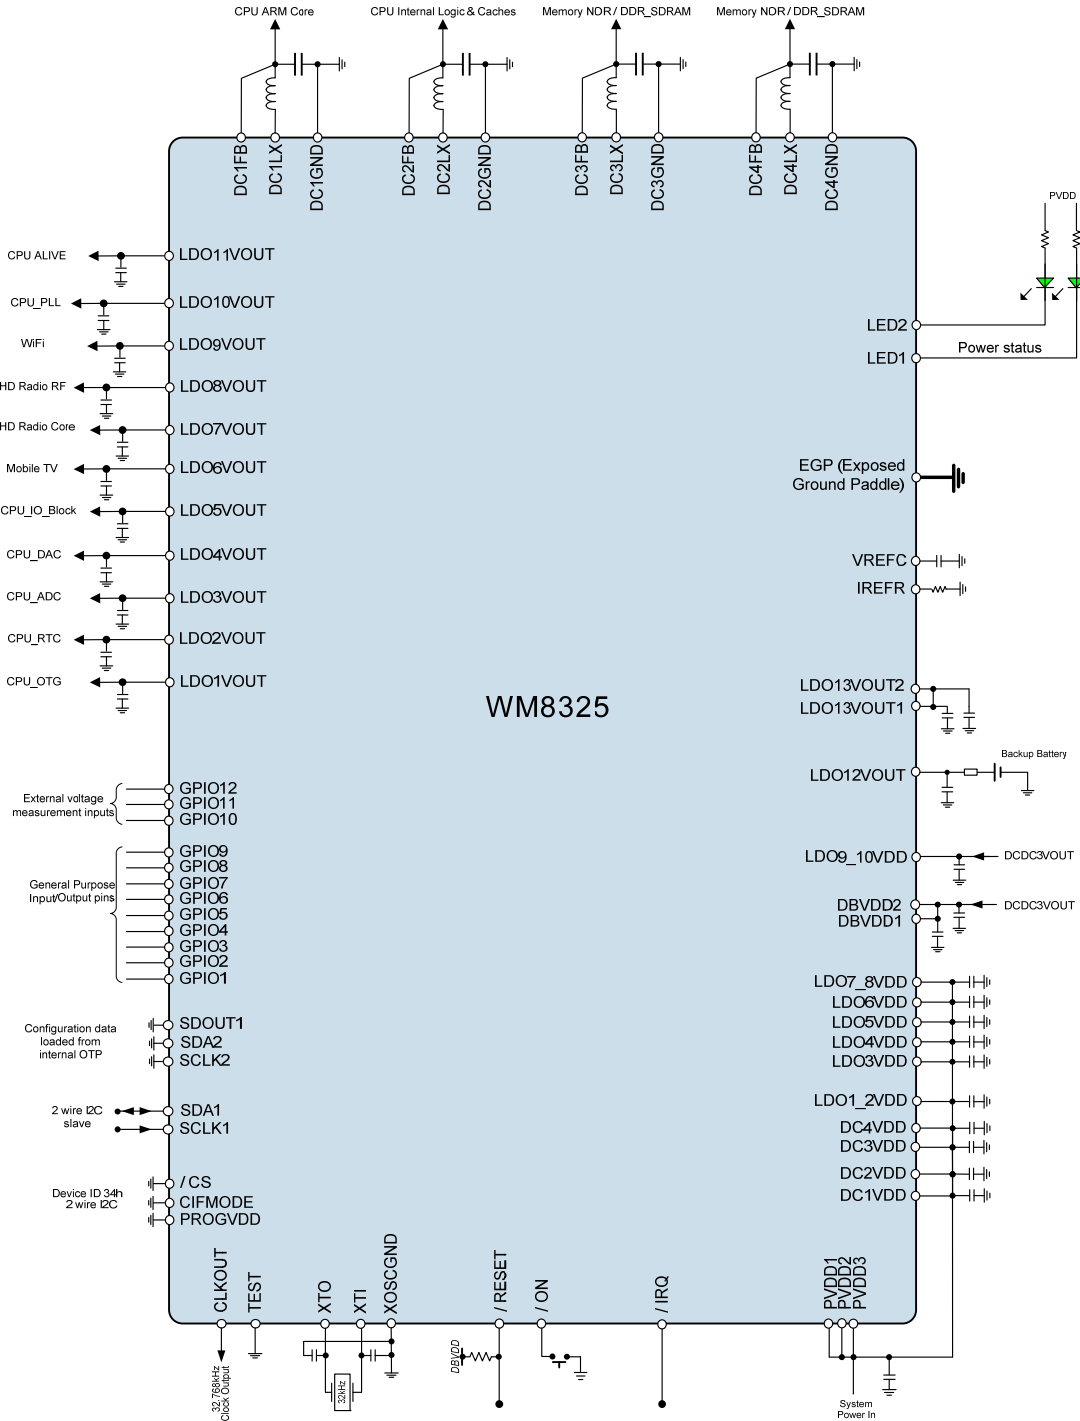 CPU ARM Core
CPU Internal Logic & Caches
Memory NOR / DDR_SDRAM
Memory NOR / DDR_SDRAM
DC1FB
DC1LX
DC1GND
DC2FB
DC2LX
DC2GND
DC3FB
DC3LX
DC3GND
DC4FB
DC4LX
DC4GND
PVDD
CPU ALIVE
LDO11VOUT
CPU_PLL
LDO10VOUT
WiFi
LDO9VOUT
HD Radio RF
LDO8VOUT
HD Radio Core
LDO7VOUT
Mobile TV
LDO6VOUT
CPU_IO_Block
LDO5VOUT
CPU_DAC
LDO4VOUT
CPU_ADC
LDO3VOUT
CPU_RTC
LDO2VOUT
CPU_OTG
LDO1VOUT
LED2
LED1
Power status
EGP (Exposed
Ground Paddle)
VREFC
IREFR
LDO13VOUT2
LDO13VOUT1
WM8325
Backup Battery
LDO12VOUT
External voltage
measurement inputs
GPIO12
GPIO11
GPIO10
General Purpose
Input/Output pins
GPIO9
GPIO8
GPIO7
GPIO6
GPIO5
GPIO4
GPIO3
GPIO2
GPIO1
LDO9_10VDD
DCDC3VOUT
DBVDD2
DBVDD1
DCDC3VOUT
LDO7_8VDD
LDO6VDD
LDO5VDD
LDO4VDD
LDO3VDD
LDO1_2VDD
DC4VDD
DC3VDD
DC2VDD
DC1VDD
Configuration data
loaded from
internal OTP
SDOUT1
SDA2
SCLK2
2 wire I2C
slave
SDA1
SCLK1
Device ID 34h
2 wire I2C
/ CS
CIFMODE
PROGVDD
CLKOUT
TEST
XTO
XTI
XOSCGND
/ RESET
/ ON
/ IRQ
PVDD1
PVDD2
PVDD3
32.768kHz
Clock Output
32kHz
DBVDD
System
Power In